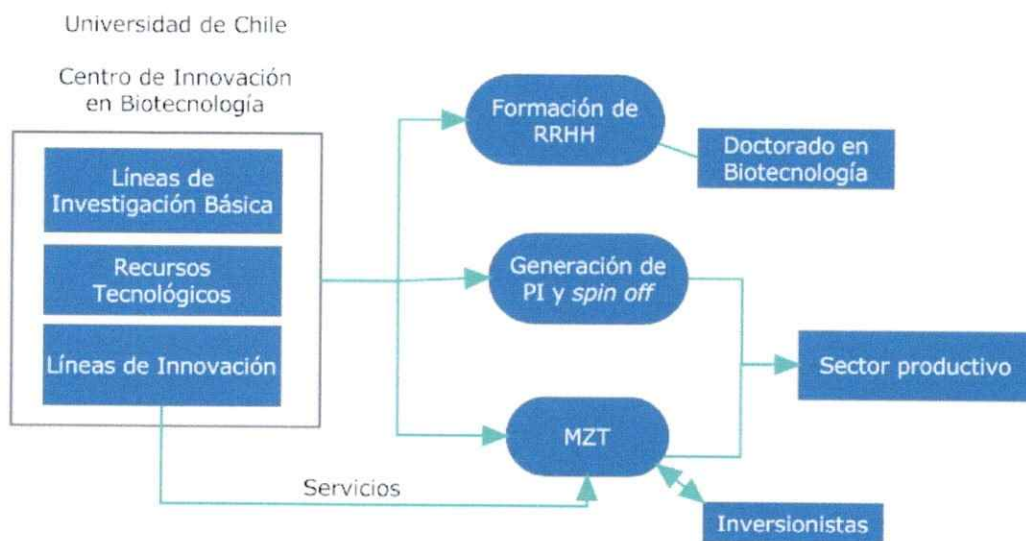 Universidad de Chile
Centro de Innovación
en Biotecnología
Líneas de
Investigación Básica
Recursos
Tecnológicos
Líneas de Innovación
Servicios
Formación de
RRHH
Doctorado en
Biotecnología
Generación de
PI y spin off
MZT
Sector productivo
Inversionistas